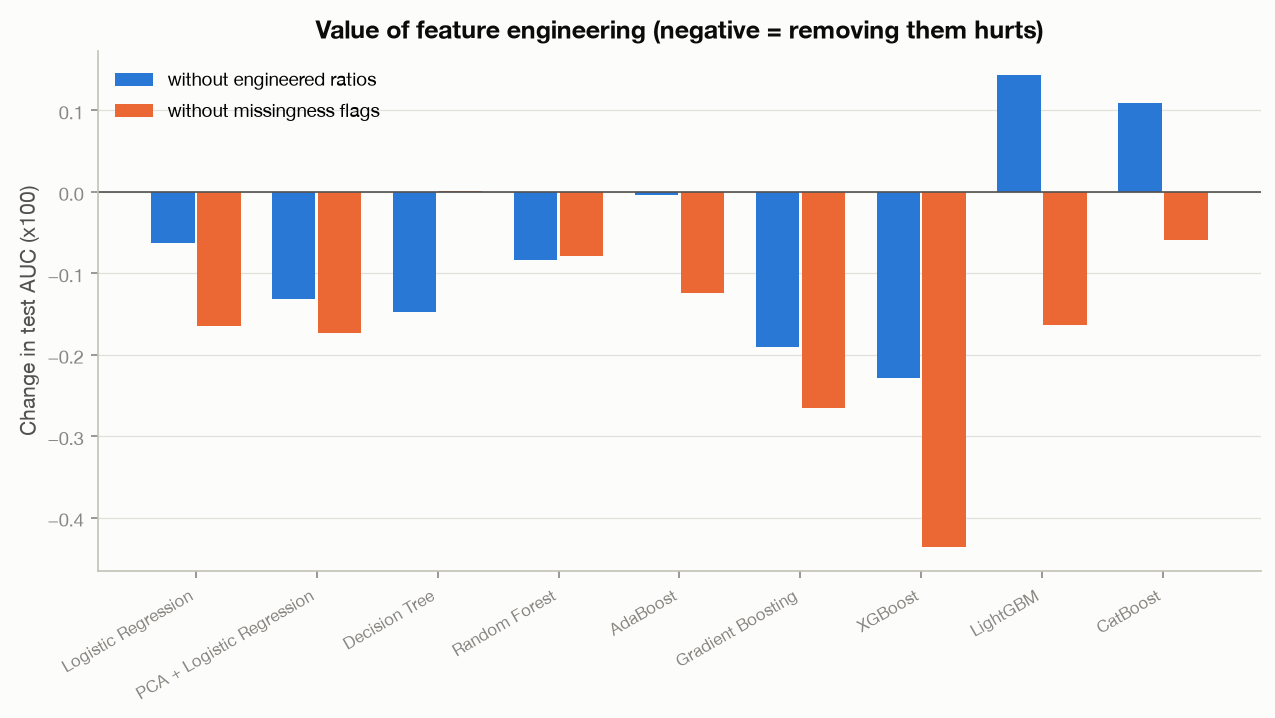 Value of feature engineering (negative = removing them hurts)
without engineered ratios
without missingness flags
Change in test AUC (x100)
0.1
0.0
−0.1
−0.2
−0.3
−0.4
Logistic Regression
PCA + Logistic Regression
Decision Tree
Random Forest
AdaBoost
Gradient Boosting
XGBoost
LightGBM
CatBoost